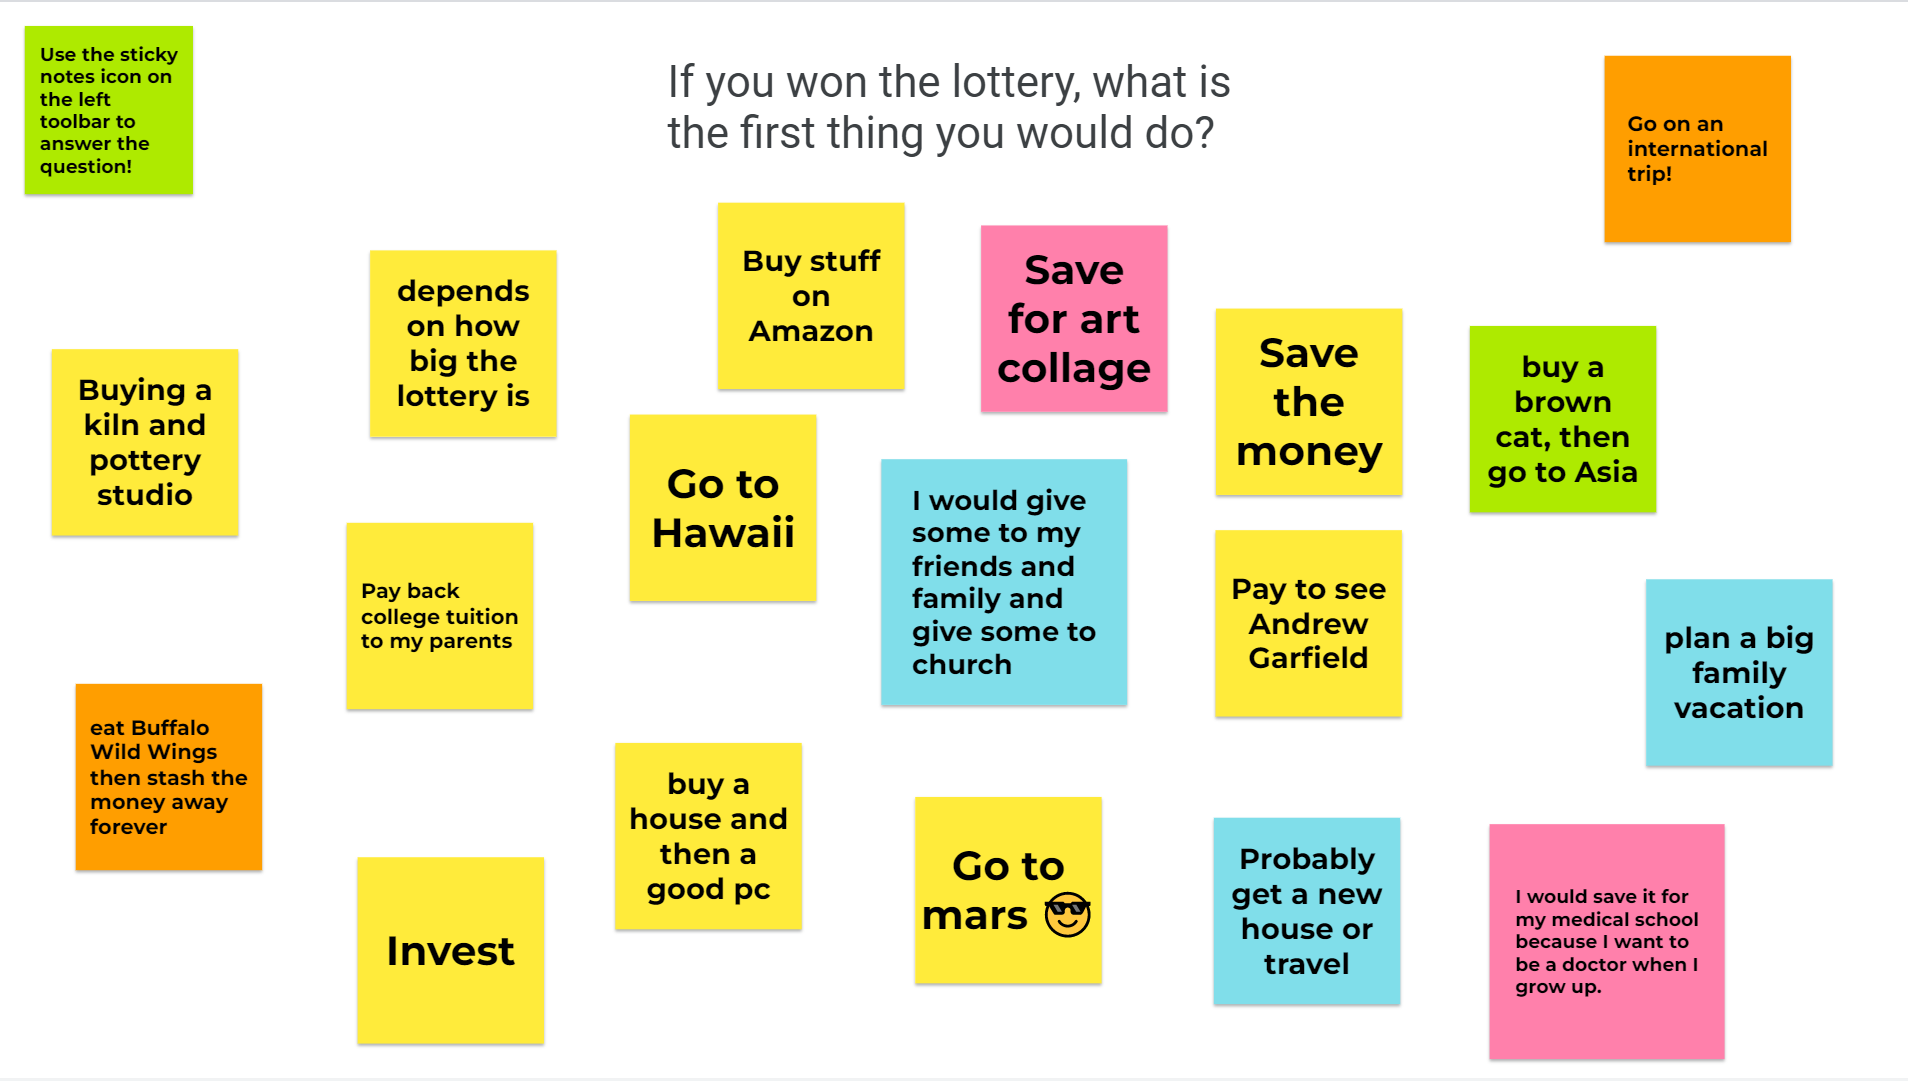 Use the sticky
notes icon on
the left
toolbar to
answer the
question!
If you won the lottery, what is
the first thing you would do?
Go on an
international
trip!
Buying a
kiln and
pottery
studio
depends
on how
big the
lottery is
Buy stuff
on
Amazon
Save
for art
collage
Save
the
money
buy a
brown
cat, then
go to Asia
Go to
Hawaii
I would give
some to my
friends and
family and
give some to
church
Pay back
college tuition
to my parents
Pay to see
Andrew
Garfield
plan a big
family
vacation
eat Buffalo
Wild Wings
then stash the
money away
forever
buy a
house and
then a
good pc
Invest
Go to
mars 😎
Probably
get a new
house or
travel
I would save it for
my medical school
because I want to
be a doctor when I
grow up.